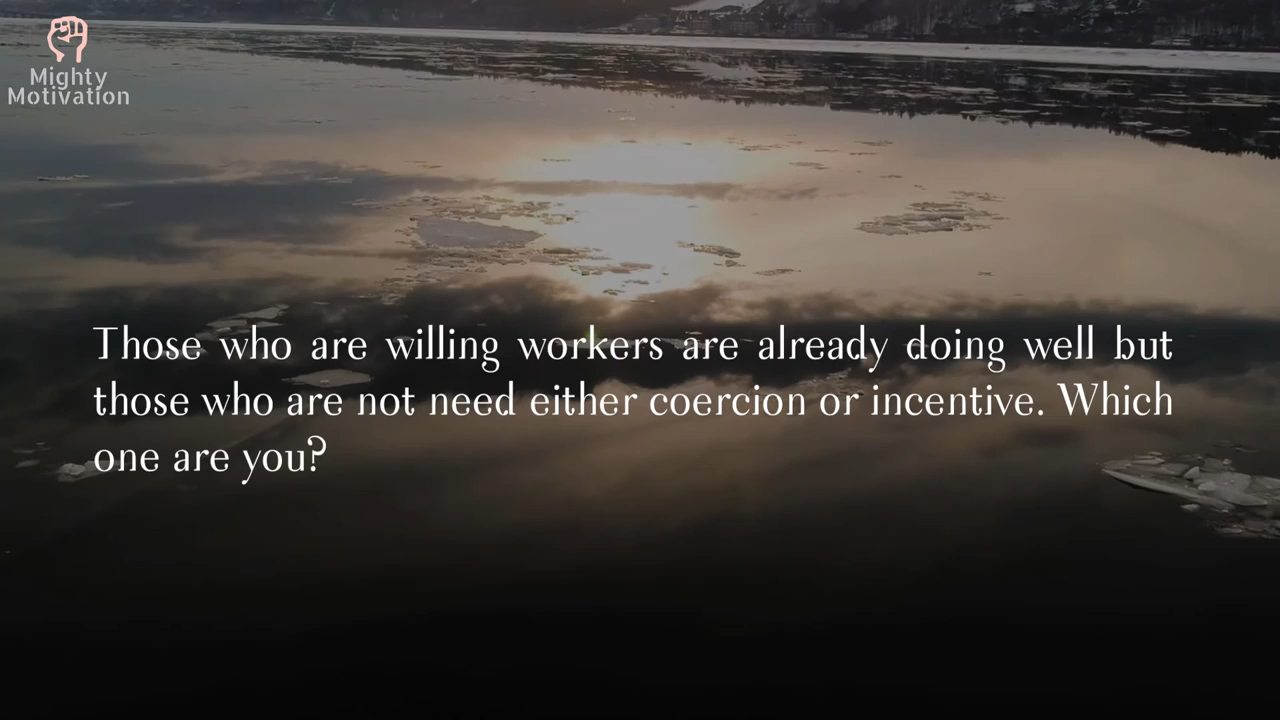 Mighty
Motivation
Those who are willing workers are already doing well but
those who are not need either coercion or incentive. Which
one are you?